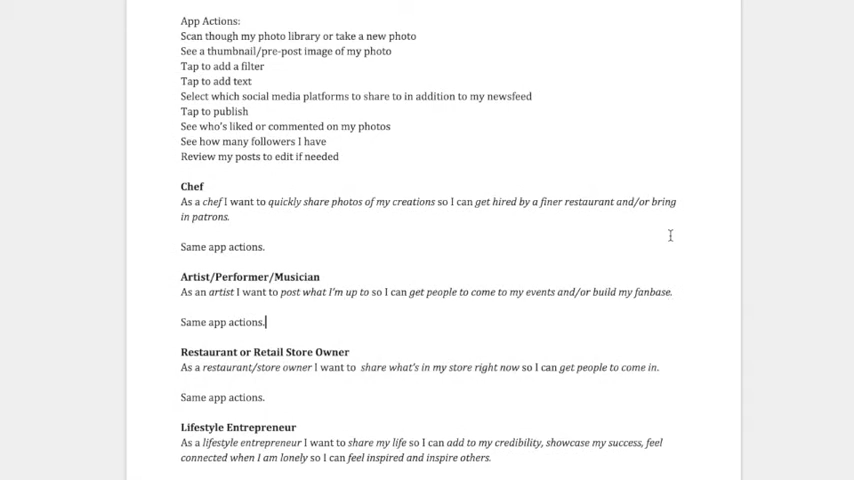 App Actions:
Scan though my photo library or take a new photo
See a thumbnail/pre-post image of my photo
Tap to add a filter
Tap to add text
Select which social media platforms to share to in addition to my newsfeed
Tap to publish
See who's liked or commented on my photos
See how many followers I have
Review my posts to edit if needed
Chef
As a chef I want to quickly share photos of my creations so I can get hired by a finer restaurant and/or bring
in patrons.
Same app actions.
Artist/Performer/Musician
As an artist I want to post what I'm up to so I can get people to come to my events and/or build my fanbase.
Same app actions.
Restaurant or Retail Store Owner
As a restaurant/store owner I want to share what's in my store right now so I can get people to come in.
Same app actions.
Lifestyle Entrepreneur
As a lifestyle entrepreneur I want to share my life so I can add to my credibility, showcase my success, feel
connected when I am lonely so I can feel inspired and inspire others.